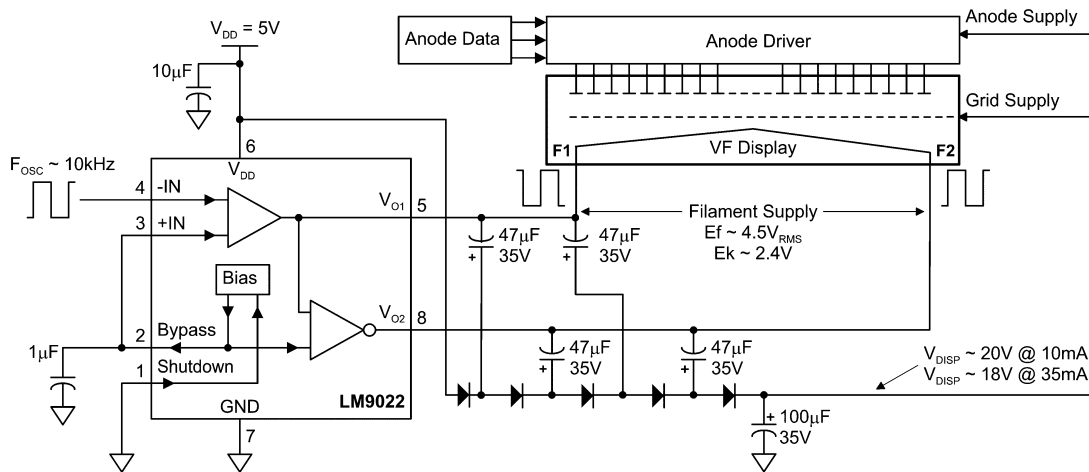 V_DD = 5V
10μF
Anode Data
Anode Driver
Anode Supply
Grid Supply
F1
VF Display
F2
F_OSC ~ 10kHz
6
V_DD
4
-IN
3
+IN
V_O1
5
47μF
35V
+
47μF
35V
+
Filament Supply
Ef ~ 4.5V_RMS
Ek ~ 2.4V
Bias
V_O2
8
1μF
2
Bypass
1
Shutdown
47μF
35V
+
47μF
35V
+
V_DISP ~ 20V @ 10mA
V_DISP ~ 18V @ 35mA
GND
LM9022
7
+
100μF
35V